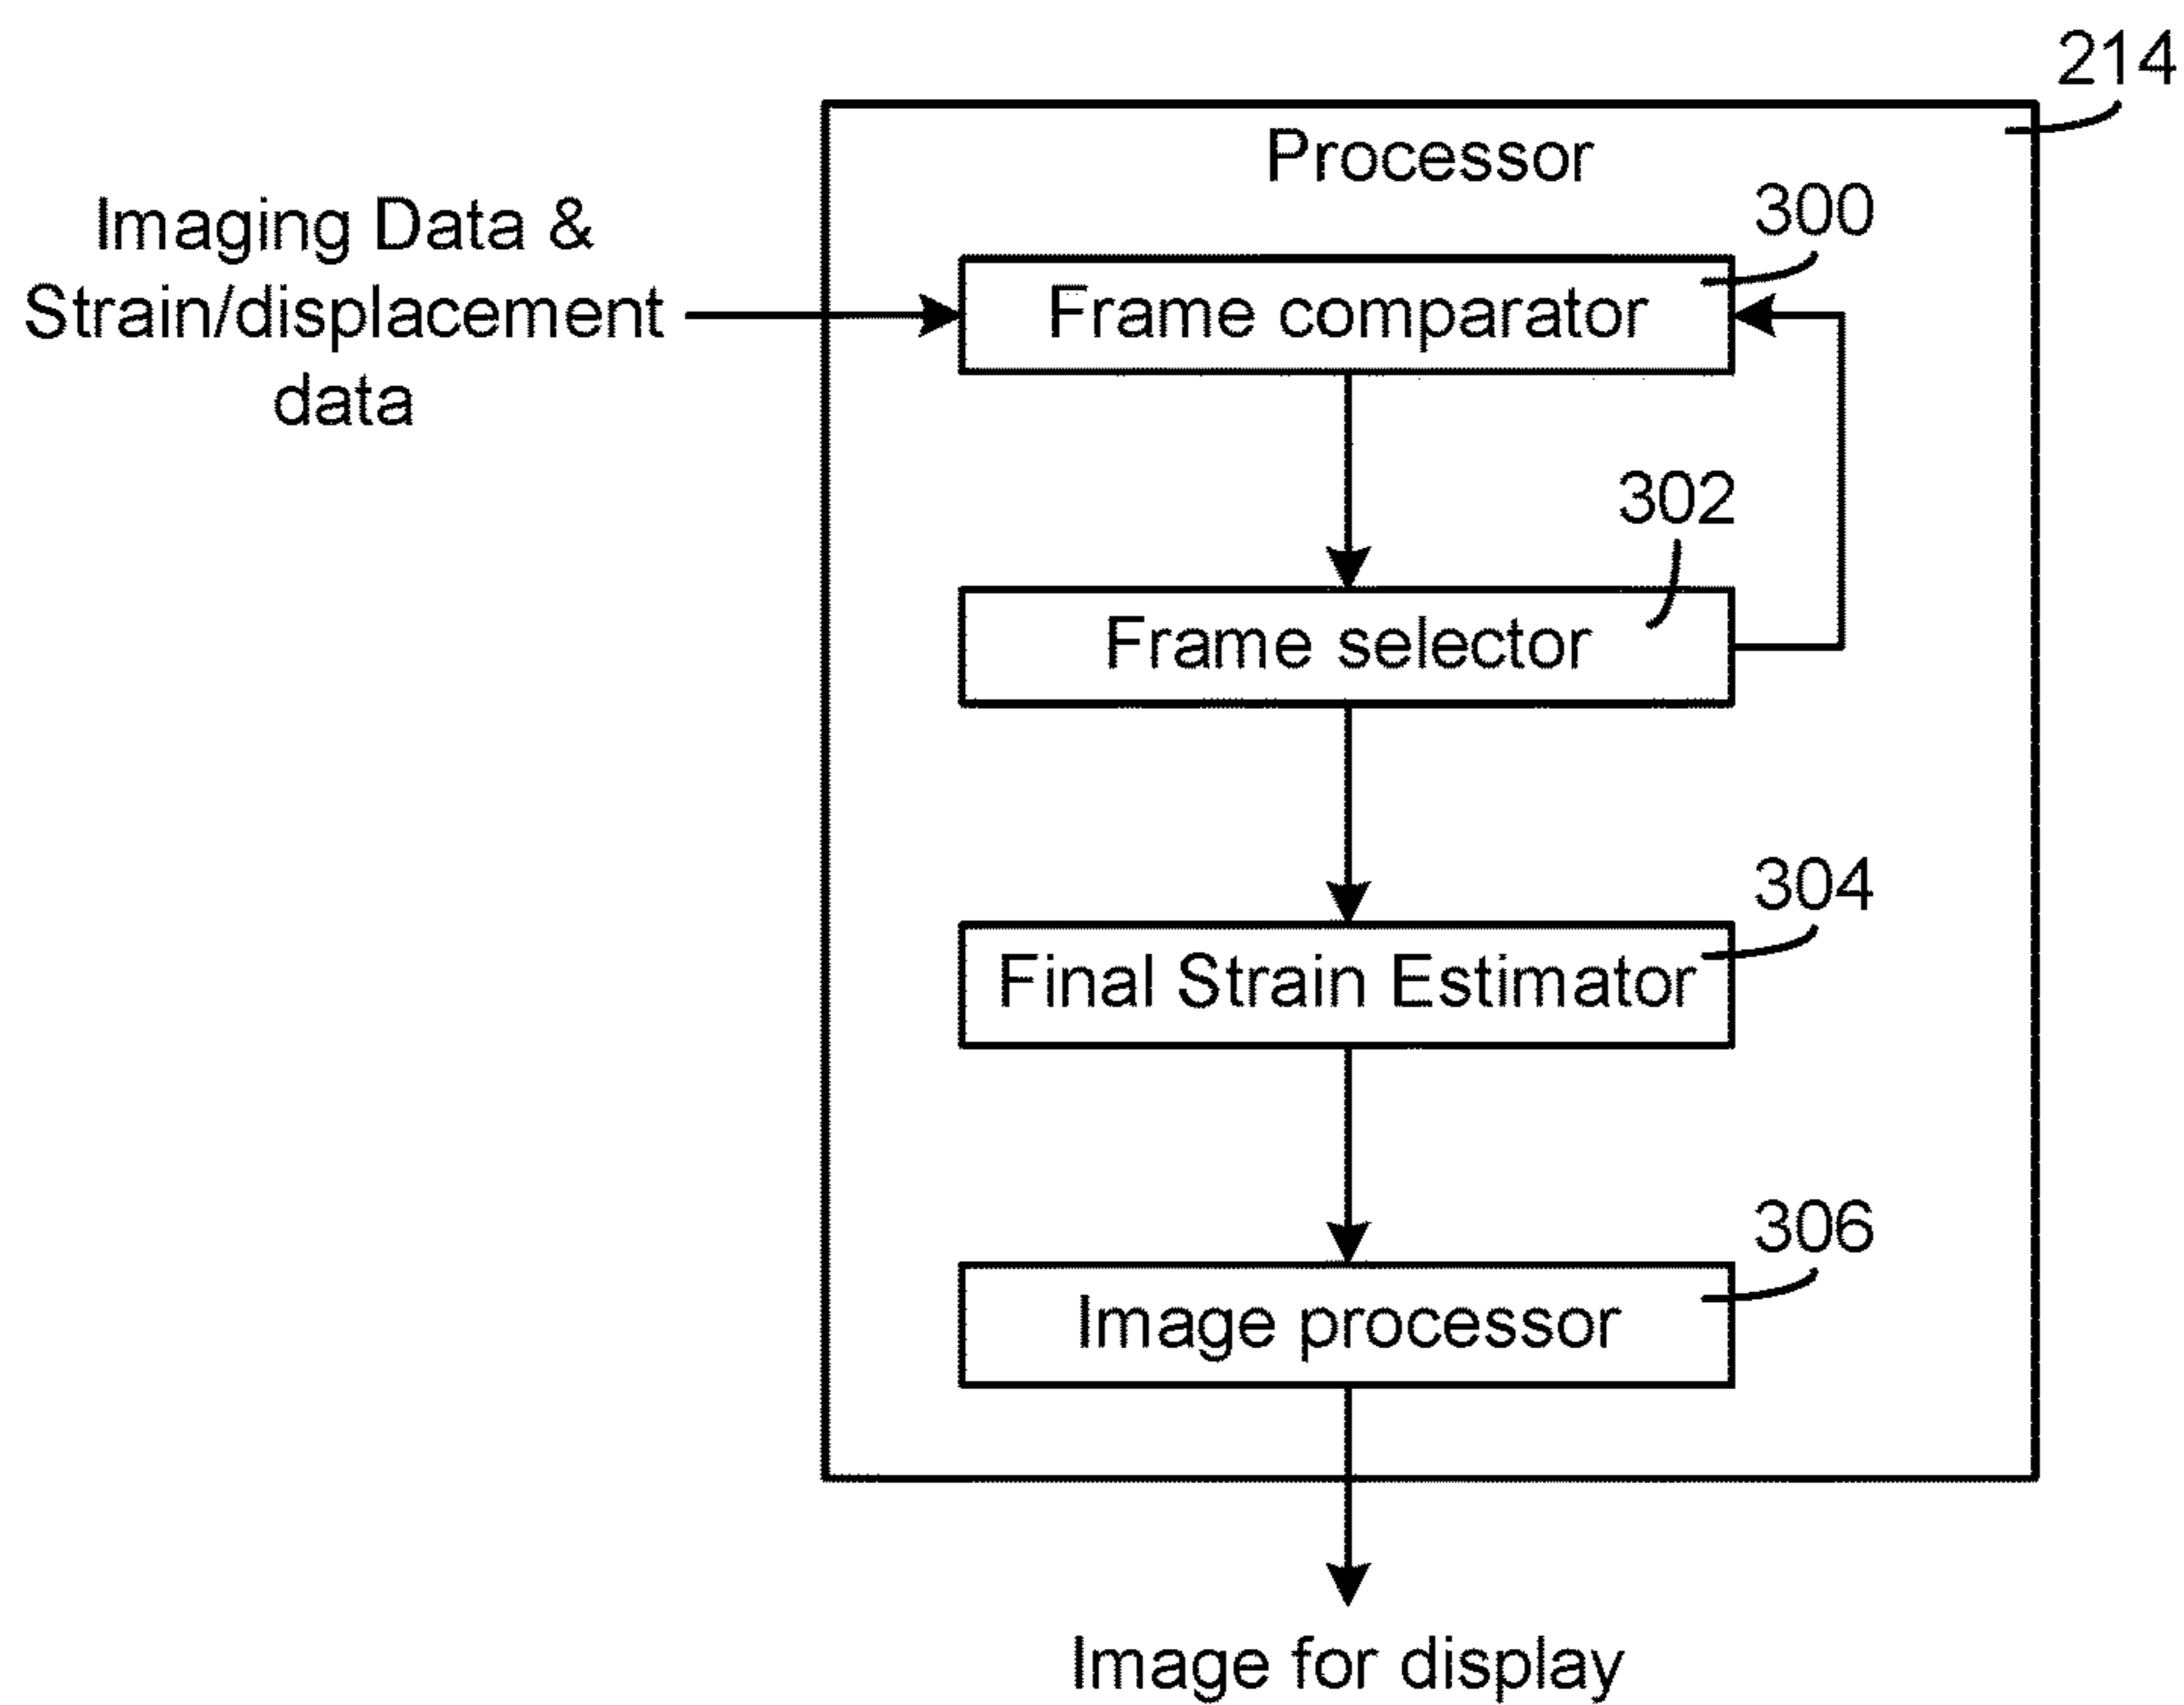 214
Processor
Imaging Data &
Strain/displacement
data
300
Frame comparator
302
Frame selector
304
Final Strain Estimator
306
Image processor
Image for display